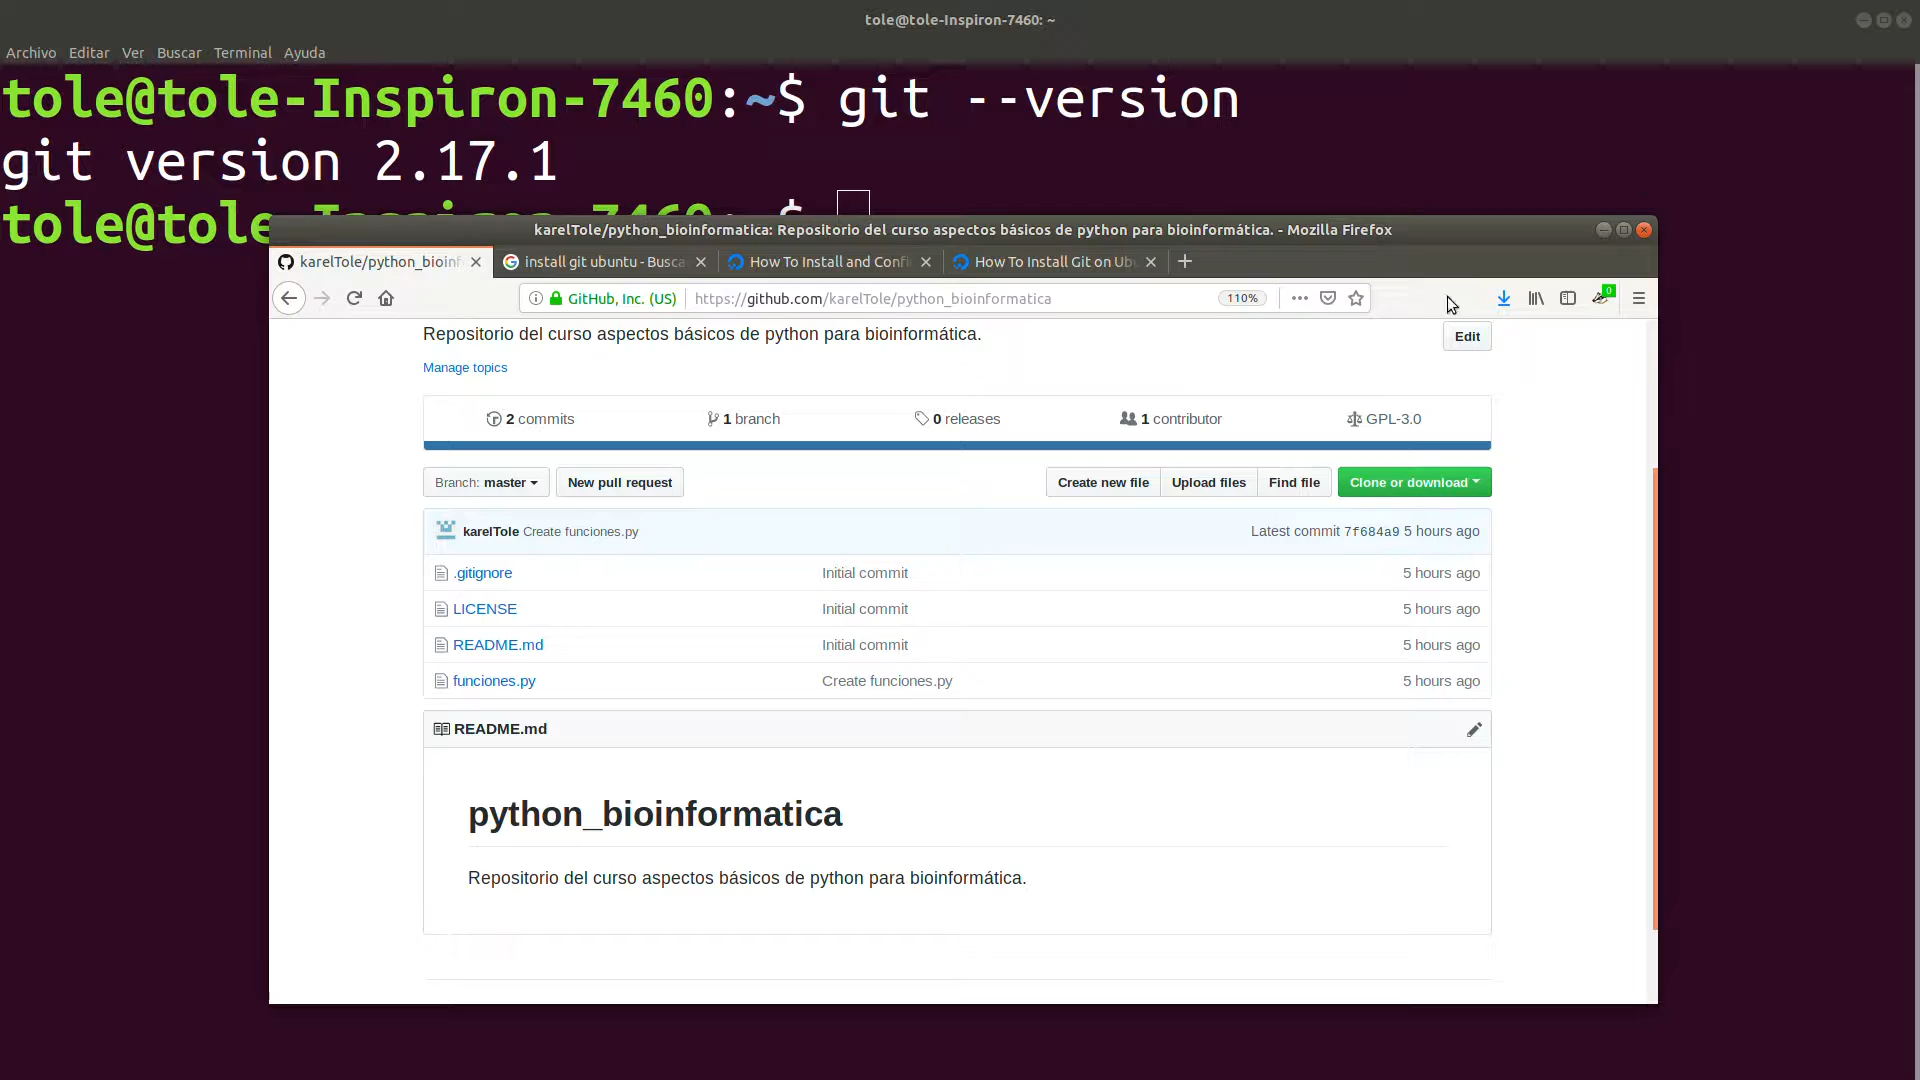 tole@tole-Inspiron-7460: ~
Archivo Editar Ver Buscar Terminal Ayuda
tole@tole-Inspiron-7460:~$ git --version
git version 2.17.1
tole@tole-Inspiron-7460:~$
karelTole/python_bioinformatica: Repositorio del curso aspectos básicos de python para bioinformática. - Mozilla Firefox
karelTole/python_bioinf install git ubuntu - Busca How To Install and Confi How To Install Git on Ub
GitHub, Inc. (US) https://github.com/karelTole/python_bioinformatica 110% 0
Repositorio del curso aspectos básicos de python para bioinformática. Edit
Manage topics
2 commits 1 branch 0 releases 1 contributor GPL-3.0
Branch: master New pull request Create new file Upload files Find file Clone or download
karelTole Create funciones.py Latest commit 7f684a9 5 hours ago
.gitignore Initial commit 5 hours ago
LICENSE Initial commit 5 hours ago
README.md Initial commit 5 hours ago
funciones.py Create funciones.py 5 hours ago
README.md
python_bioinformatica
Repositorio del curso aspectos básicos de python para bioinformática.